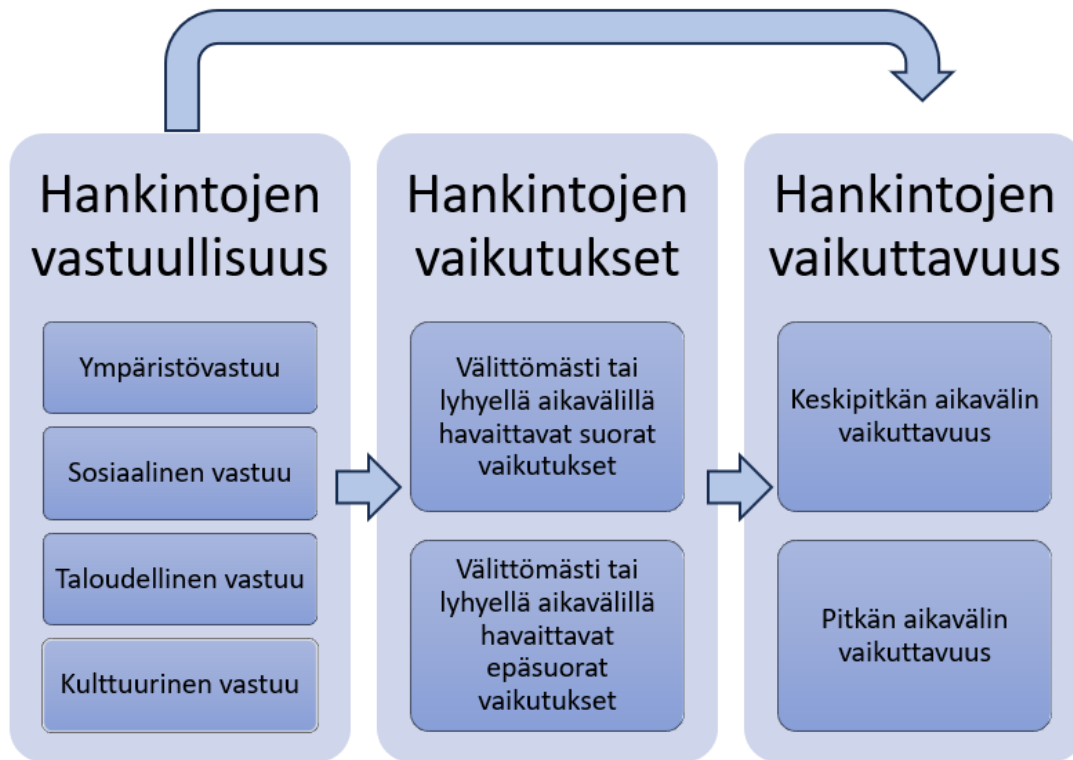 Hankintojen
vastuullisuus
Ympäristövastuu
Sosiaalinen vastuu
Taloudellinen vastuu
Kulttuurinen vastuu
Hankintojen
vaikutukset
Välittömästi tai
lyhyellä aikavälillä
havaittavat suorat
vaikutukset
Välittömästi tai
lyhyellä aikavälillä
havaittavat
epäsuorat
vaikutukset
Hankintojen
vaikuttavuus
Keskipitkän aikavälin
vaikuttavuus
Pitkän aikavälin
vaikuttavuus